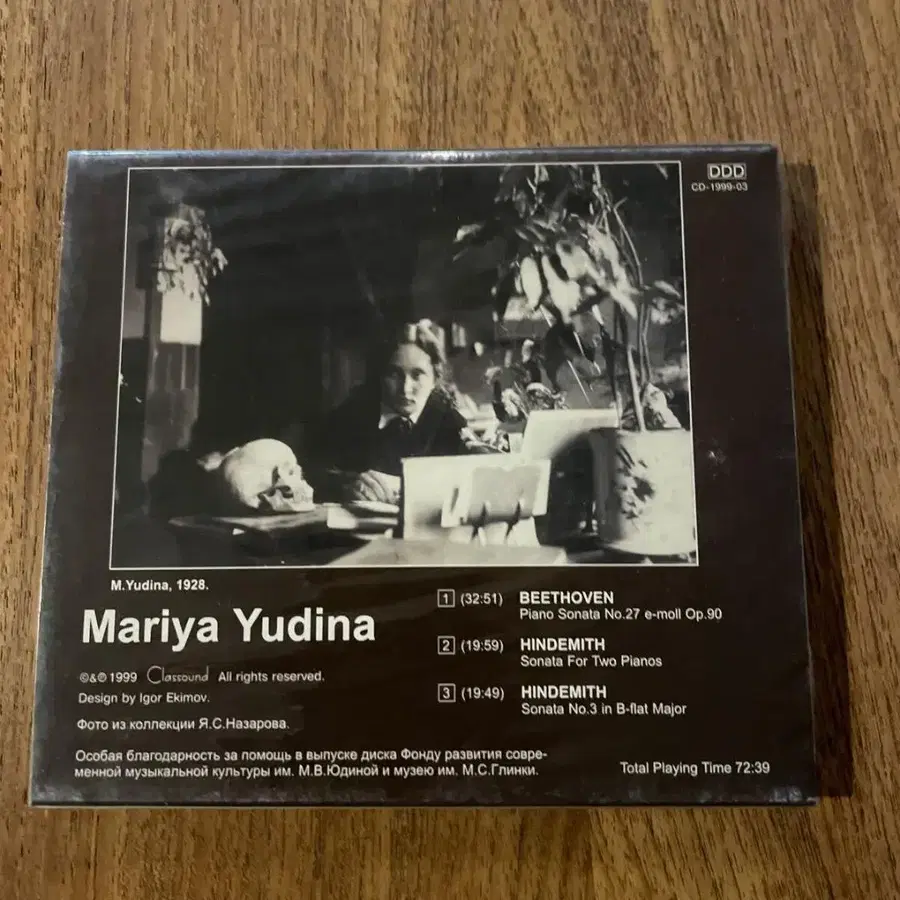 DDD
CD-1999-03
M.Yudina, 1928.
Mariya Yudina
©&℗ 1999 Classound All rights reserved.
Design by Igor Ekimov.
Фото из коллекции Я.С.Назарова.
Особая благодарность за помощь в выпуске диска Фонду развития совре-
менной музыкальной культуры им. М.В.Юдиной и музею им. М.С.Глинки.
1 (32:51) BEETHOVEN
Piano Sonata No.27 e-moll Op.90
2 (19:59) HINDEMITH
Sonata For Two Pianos
3 (19:49) HINDEMITH
Sonata No.3 in B-flat Major
Total Playing Time 72:39